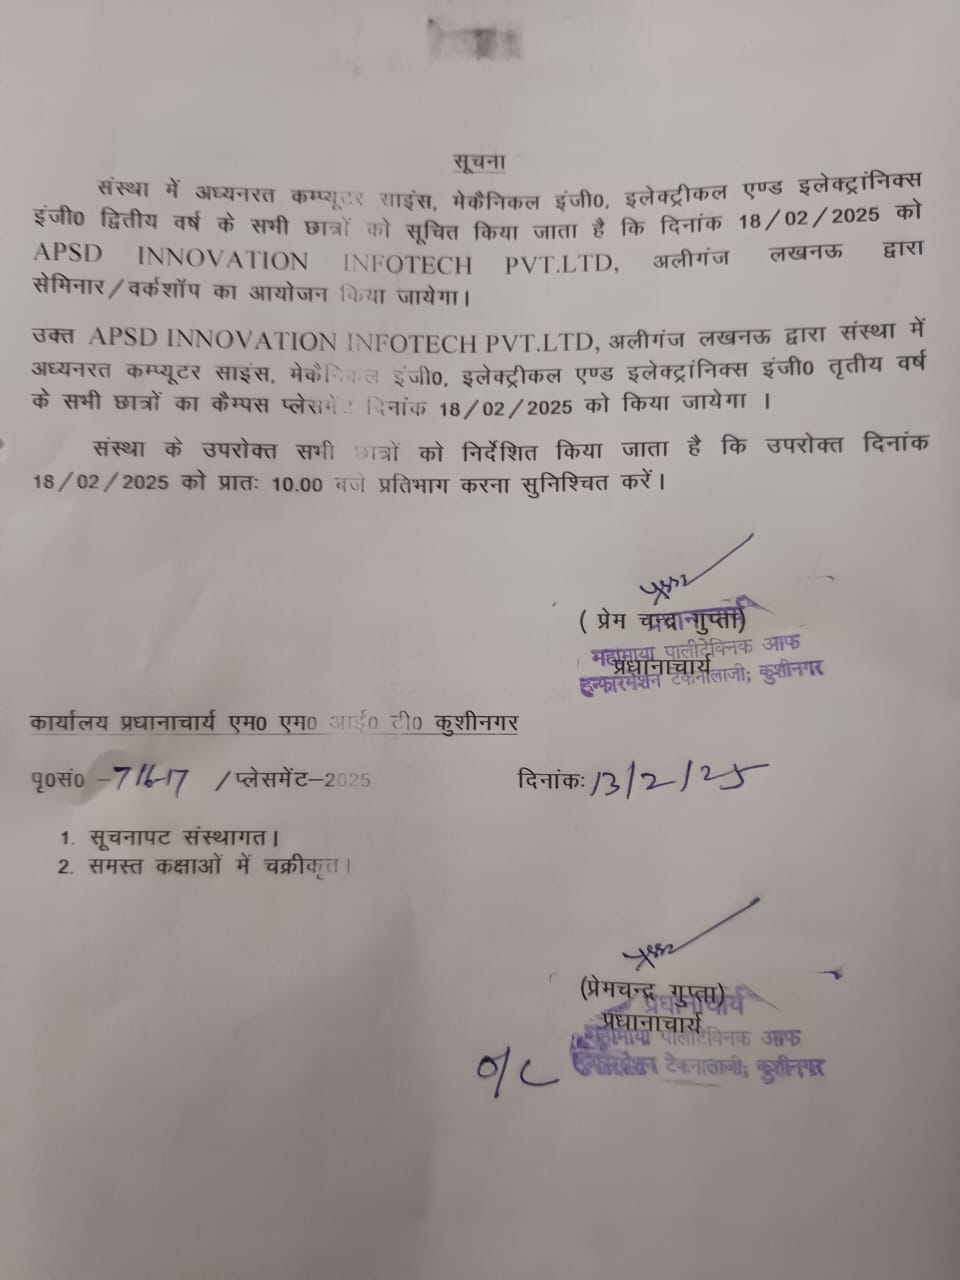 सूचना
संस्था में अध्यनरत कम्प्यूटर साइंस, मेकैनिकल इंजी0, इलेक्ट्रीकल एण्ड इलेक्ट्रांनिक्स
इंजी0 द्वितीय वर्ष के सभी छात्रों को सूचित किया जाता है कि दिनांक 18/02/2025 को
APSD INNOVATION INFOTECH PVT.LTD, अलीगंज लखनऊ द्वारा
सेमिनार/वर्कशॉप का आयोजन किया जायेगा।
उक्त APSD INNOVATION INFOTECH PVT.LTD, अलीगंज लखनऊ द्वारा संस्था में
अध्यनरत कम्प्यूटर साइंस, मेकैनिकल इंजी0, इलेक्ट्रीकल एण्ड इलेक्ट्रांनिक्स इंजी0 तृतीय वर्ष
के सभी छात्रों का कैम्पस प्लेसमेंट दिनांक 18/02/2025 को किया जायेगा ।
संस्था के उपरोक्त सभी छात्रों को निर्देशित किया जाता है कि उपरोक्त दिनांक
18/02/2025 को प्रातः 10.00 बजे प्रतिभाग करना सुनिश्चित करें।
( प्रेम चन्द्र गुप्ता)
महामाया पालीटेक्निक आफ
प्रधानाचार्य
इन्फारमेशन टेकनालाजी; कुशीनगर
कार्यालय प्रधानाचार्य एम0 एम0 आई0 टी0 कुशीनगर
पृ0सं0 -716-17 /प्लेसमेंट-2025 दिनांकः 13/2/25
1. सूचनापट संस्थागत।
2. समस्त कक्षाओं में चक्रीकृत।
(प्रेमचन्द्र गुप्ता)
प्रधानाचार्य
प्रधानाचार्य
महामाया पालिटेक्निक आफ
इन्फारमेशन टेकनालाजी; कुशीनगर
O/C